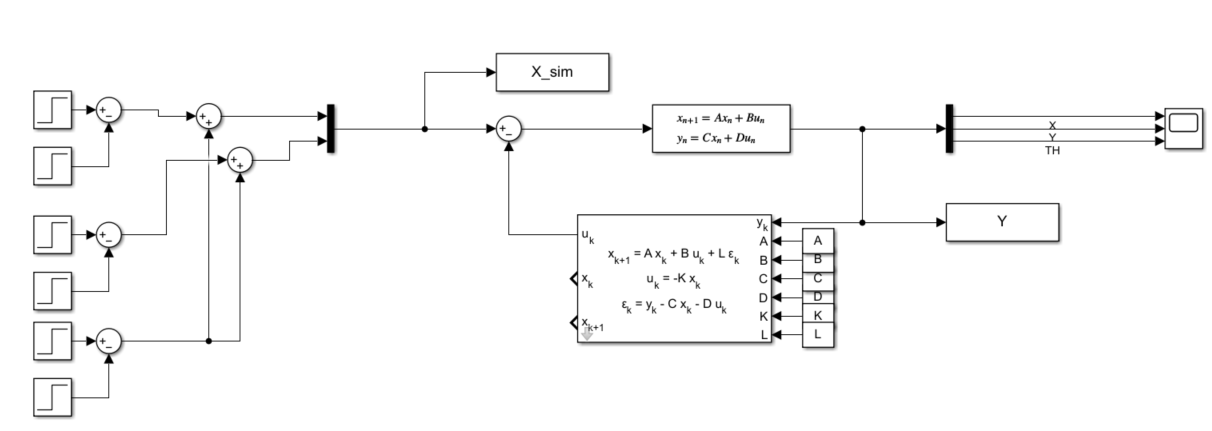 X_sim
x_{n+1} = Ax_n + Bu_n
y_n = Cx_n + Du_n
X
Y
TH
Y
u_k
x_k
x_{k+1}
x_{k+1} = A x_k + B u_k + L ε_k
u_k = -K x_k
ε_k = y_k - C x_k - D u_k
y_k
A
B
C
D
K
L
A
B
C
D
K
L